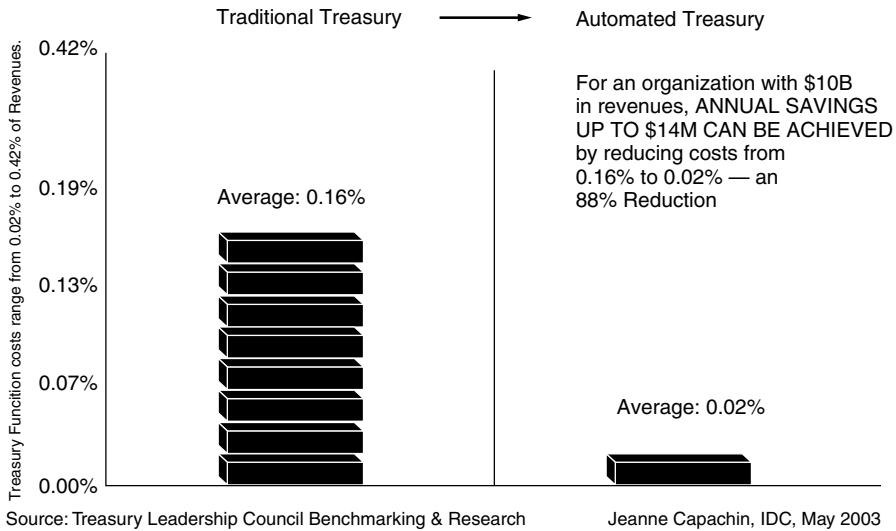 Traditional Treasury
Automated Treasury
Treasury Funcition costs range from 0.02% to 0.42% of Revenues.
0.42%
0.19%
0.13%
0.07%
0.00%
Average: 0.16%
For an organization with $10B
in revenues, ANNUAL SAVINGS
UP TO $14M CAN BE ACHIEVED
by reducing costs from
0.16% to 0.02% — an
88% Reduction
Average: 0.02%
Source: Treasury Leadership Council Benchmarking & Research
Jeanne Capachin, IDC, May 2003